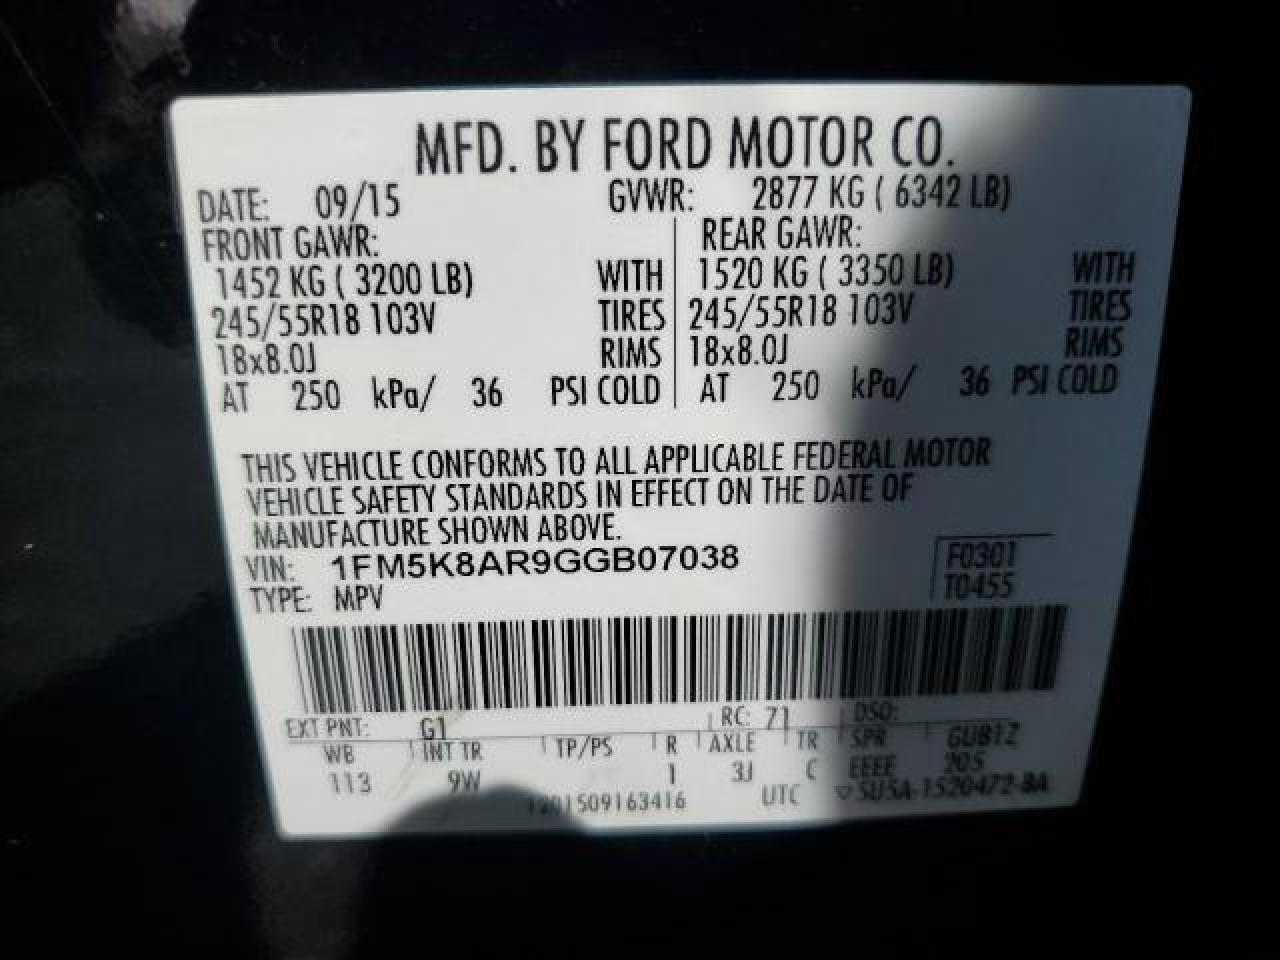 MFD. BY FORD MOTOR CO.
DATE: 09/15 GVWR: 2877 KG ( 6342 LB)
FRONT GAWR: REAR GAWR:
1452 KG ( 3200 LB) WITH 1520 KG ( 3350 LB) WITH
245/55R18 103V TIRES 245/55R18 103V TIRES
18x8.0J RIMS 18x8.0J RIMS
AT 250 kPa/ 36 PSI COLD AT 250 kPa/ 36 PSI COLD
THIS VEHICLE CONFORMS TO ALL APPLICABLE FEDERAL MOTOR
VEHICLE SAFETY STANDARDS IN EFFECT ON THE DATE OF
MANUFACTURE SHOWN ABOVE.
VIN: 1FM5K8AR9GGB07038 F0301
TYPE: MPV T0455
EXT PNT: G1 RC: 71 DSO:
WB INT TR TP/PS R AXLE TR SPR GUB1Z
113 9W 1 3J C EEEE 205
UTC ▽ SU5A-1520472-BA